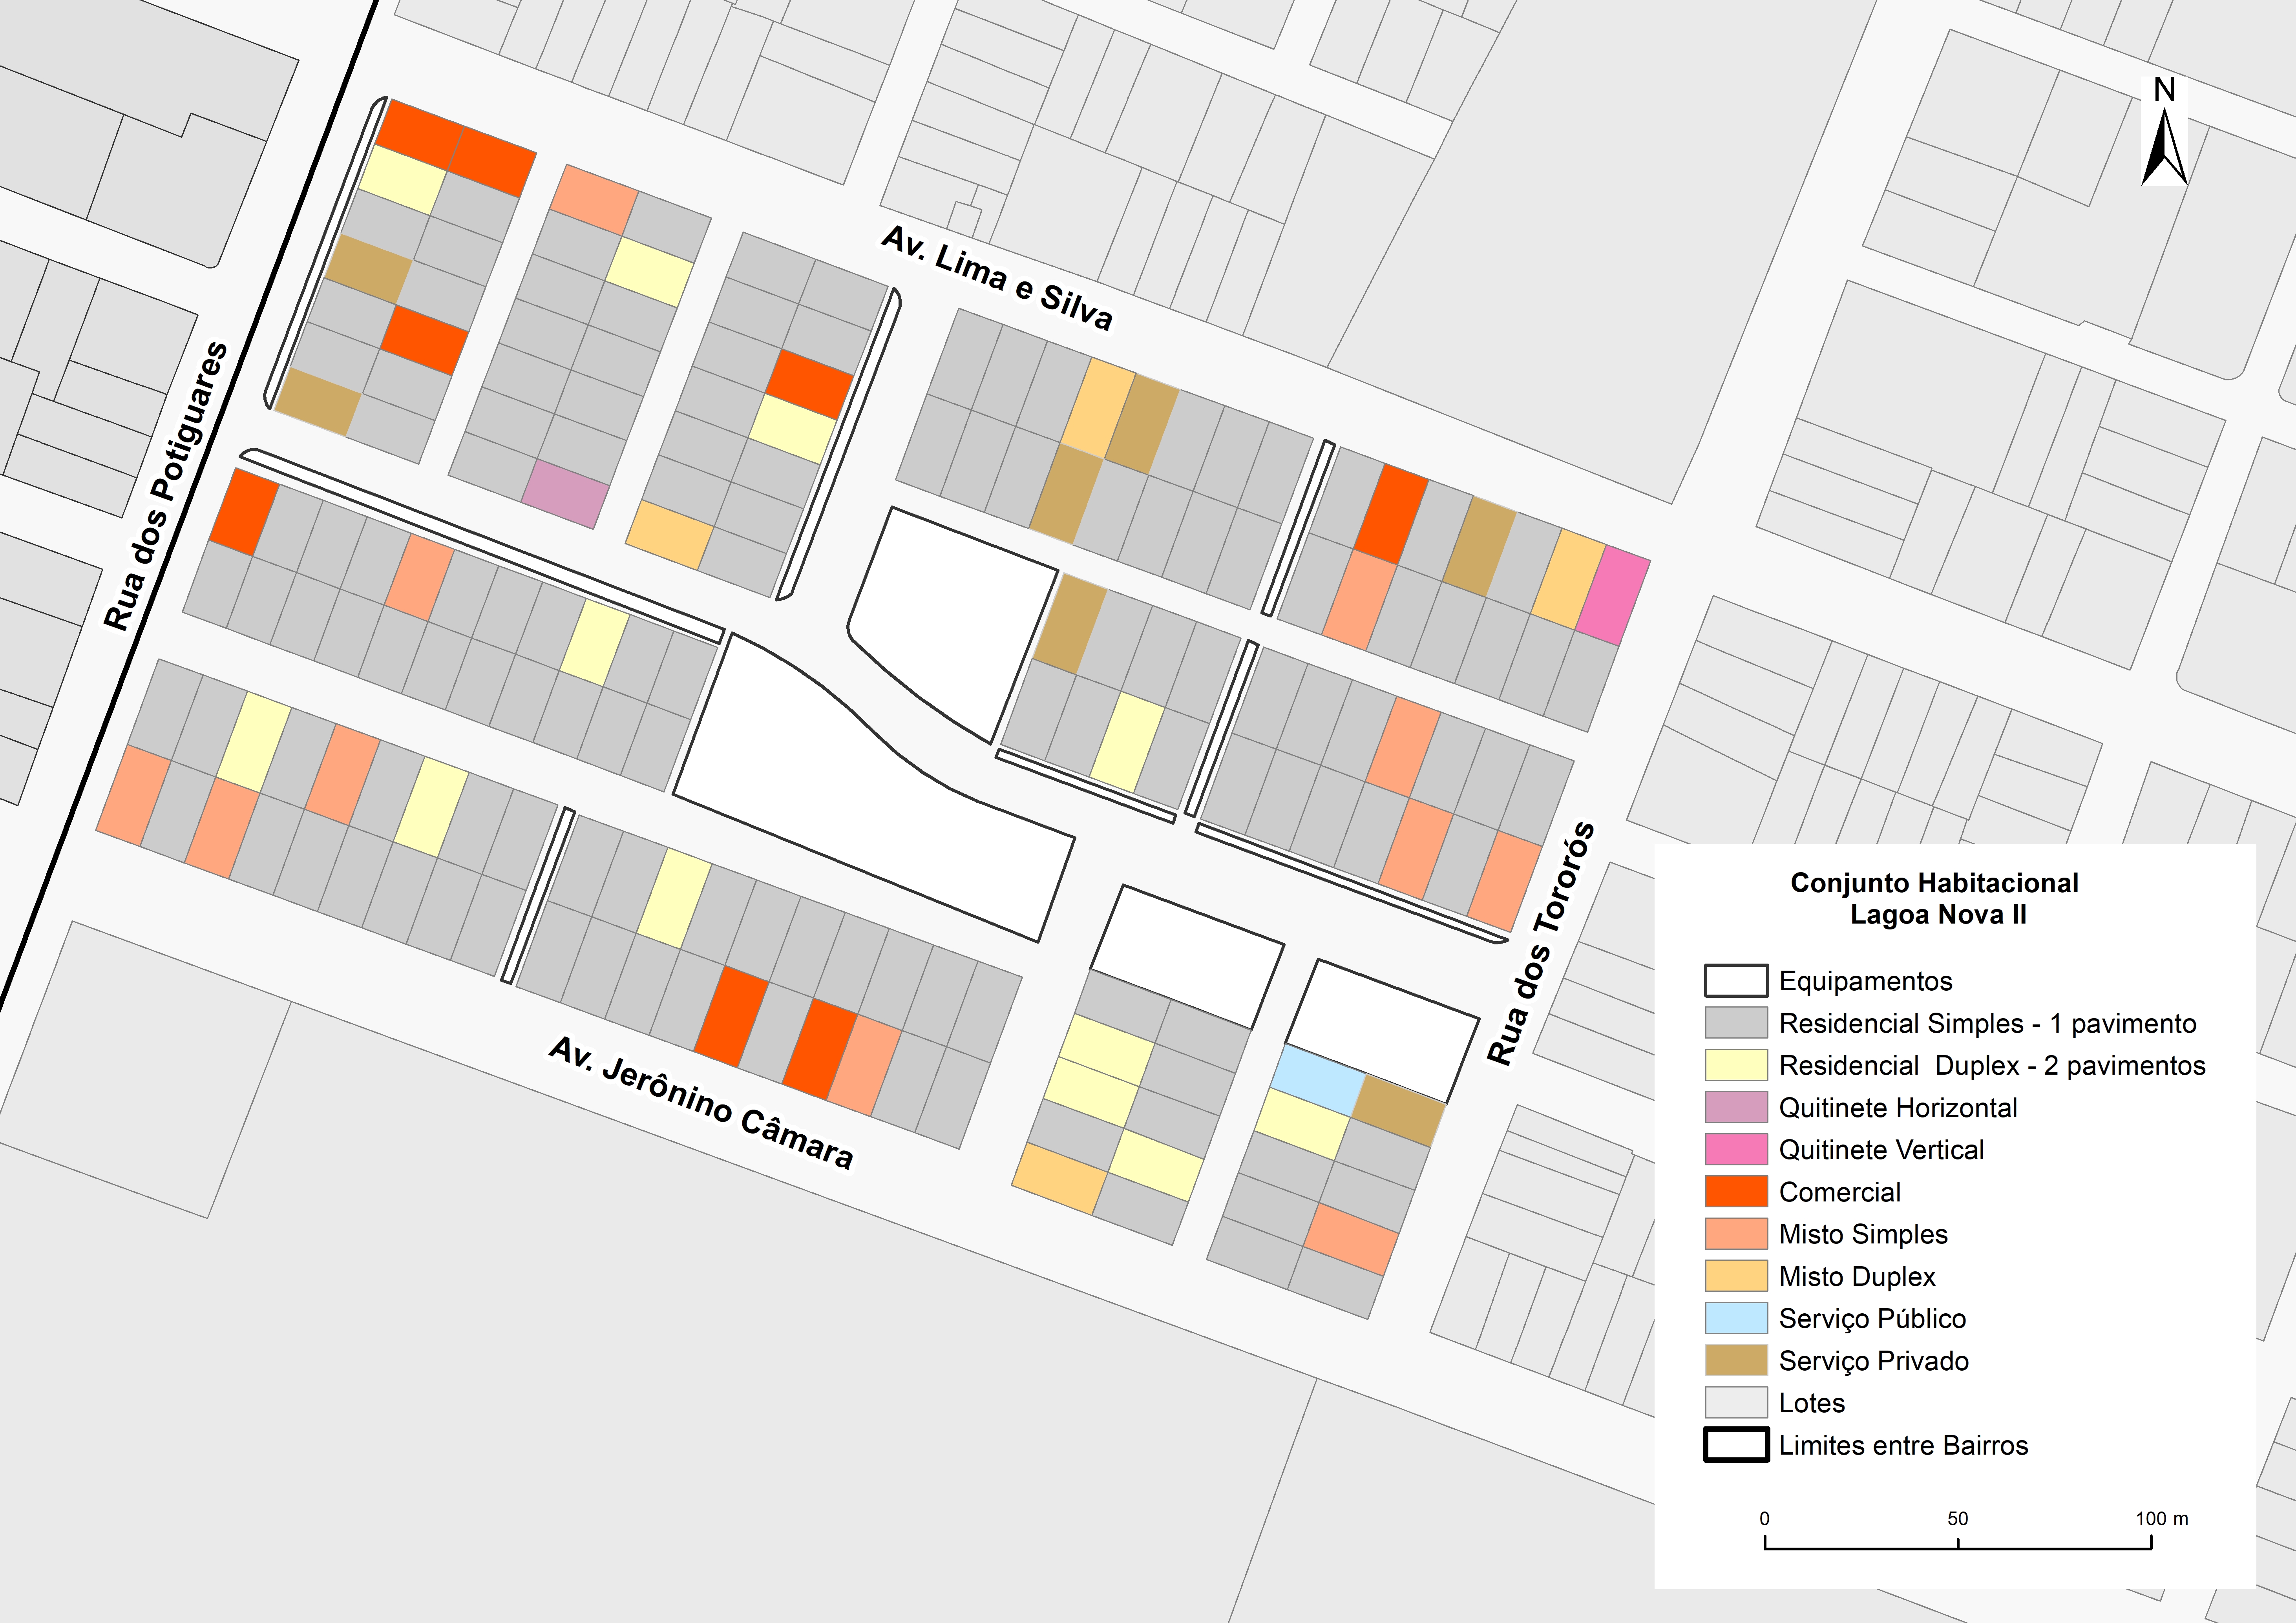 N
Av. Lima e Silva
Rua dos Potiguares
Rua dos Tororós
Av. Jerônino Câmara
Conjunto Habitacional
Lagoa Nova II
Equipamentos
Residencial Simples - 1 pavimento
Residencial  Duplex - 2 pavimentos
Quitinete Horizontal
Quitinete Vertical
Comercial
Misto Simples
Misto Duplex
Serviço Público
Serviço Privado
Lotes
Limites entre Bairros
0 50 100 m